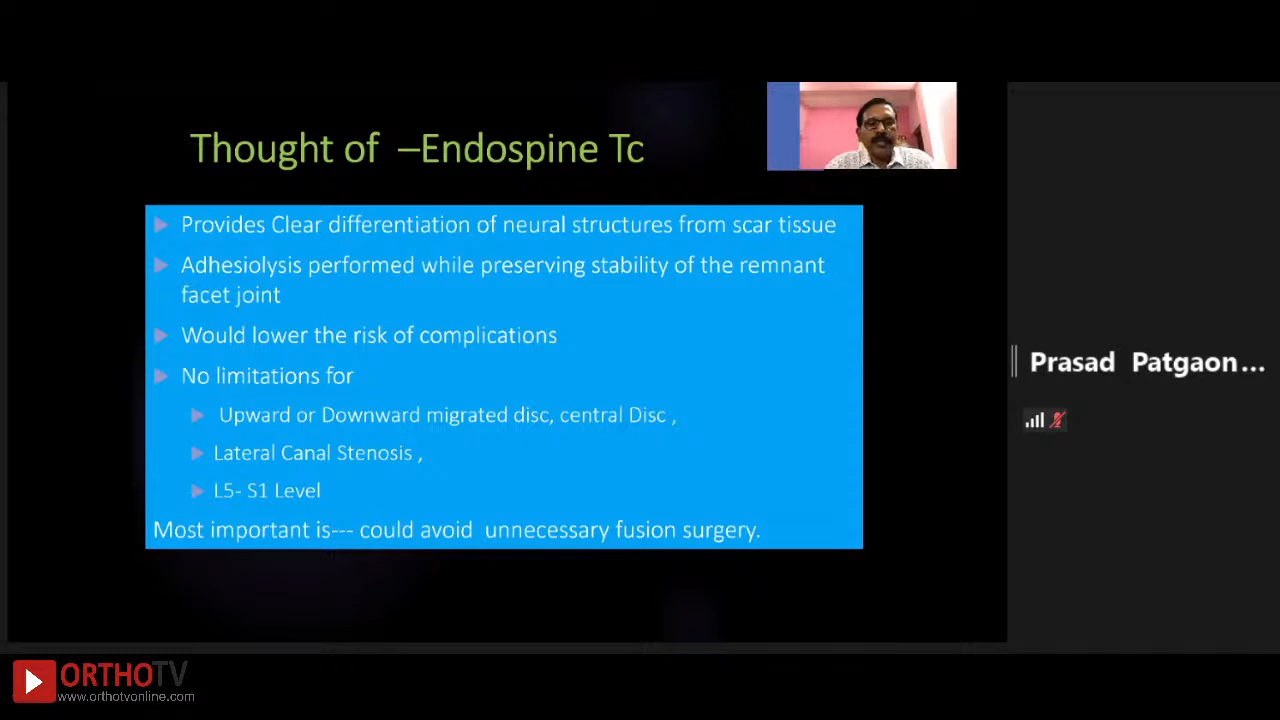 Thought of –Endospine Tc
Provides Clear differentiation of neural structures from scar tissue
Adhesiolysis performed while preserving stability of the remnant
facet joint
Would lower the risk of complications
No limitations for
Upward or Downward migrated disc, central Disc ,
Lateral Canal Stenosis ,
L5- S1 Level
Most important is--- could avoid unnecessary fusion surgery.
Prasad Patgaon...
ORTHOTV
www.orthotvonline.com